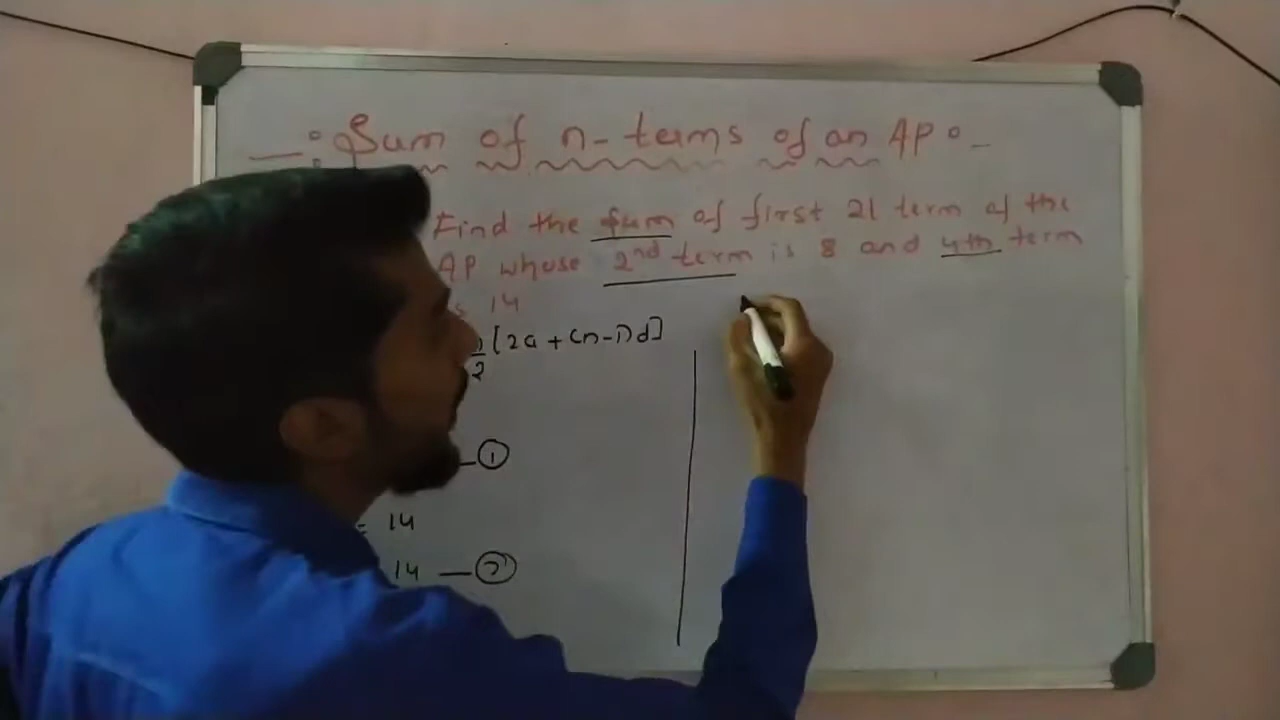 —: Sum of n-terms of an AP :-
Find the sum of first 21 term of the
AP whose 2nd term is 8 and 4th term
14
2 [2a + (n-1)d]
— ①
= 14
14 — ②